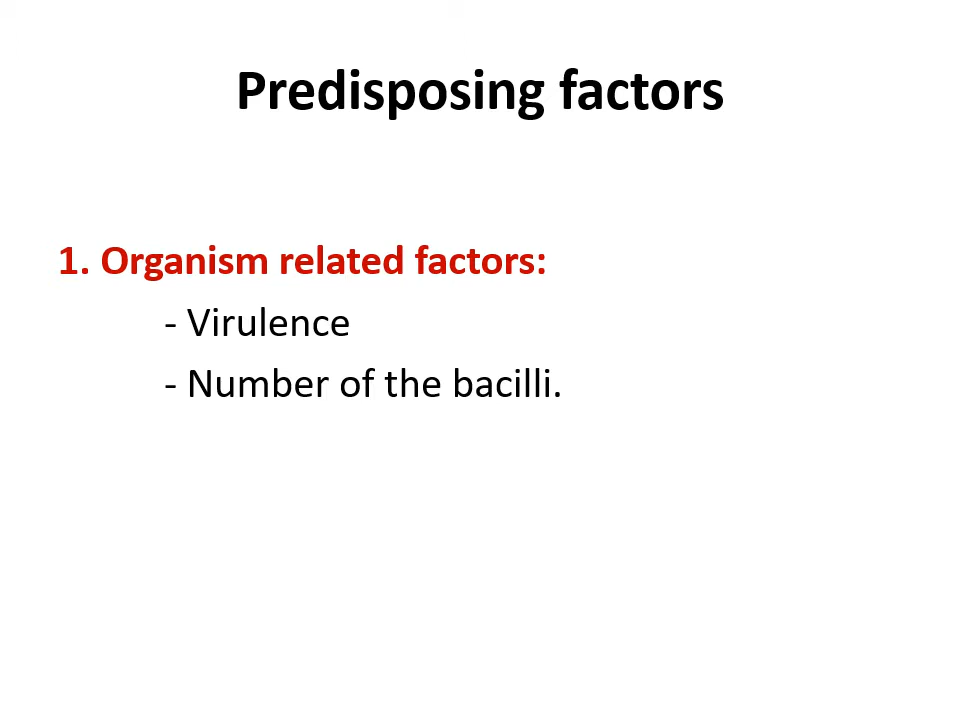 Predisposing factors
1. Organism related factors:
- Virulence
- Number of the bacilli.